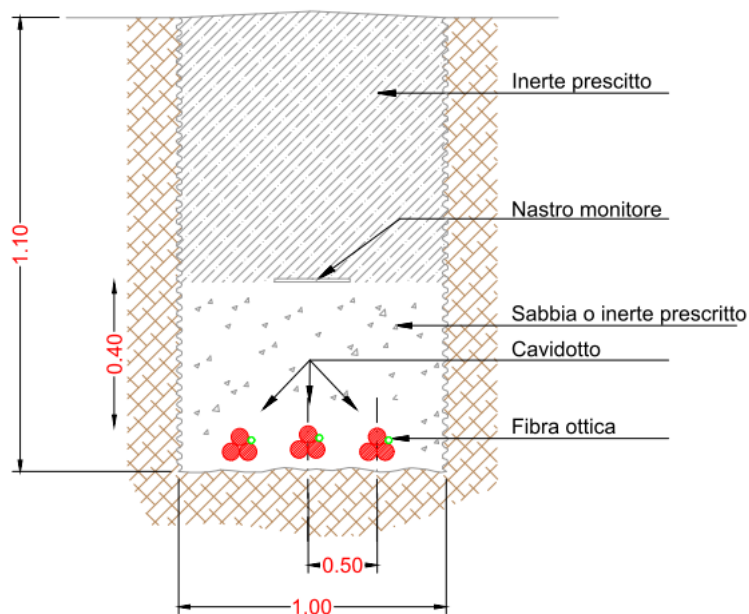 Inerte prescitto
Nastro monitore
1.10
Sabbia o inerte prescritto
0.40
Cavidotto
Fibra ottica
0.50
1.00